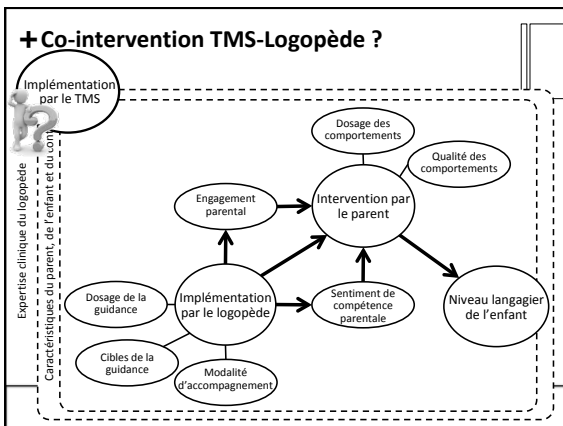 + Co-intervention TMS-Logopède ?
Implémentation
par le TMS
Dosage des
comportements
Qualité des
comportements
Engagement
parental
Intervention par
le parent
Dosage de la
guidance
Implémentation
par le logopède
Sentiment de
compétence
parentale
Niveau langagier
de l'enfant
Cibles de la
guidance
Modalité
d'accompagnement
Expertise clinique du logopède
Caractéristiques du parent, de l'enfant et du